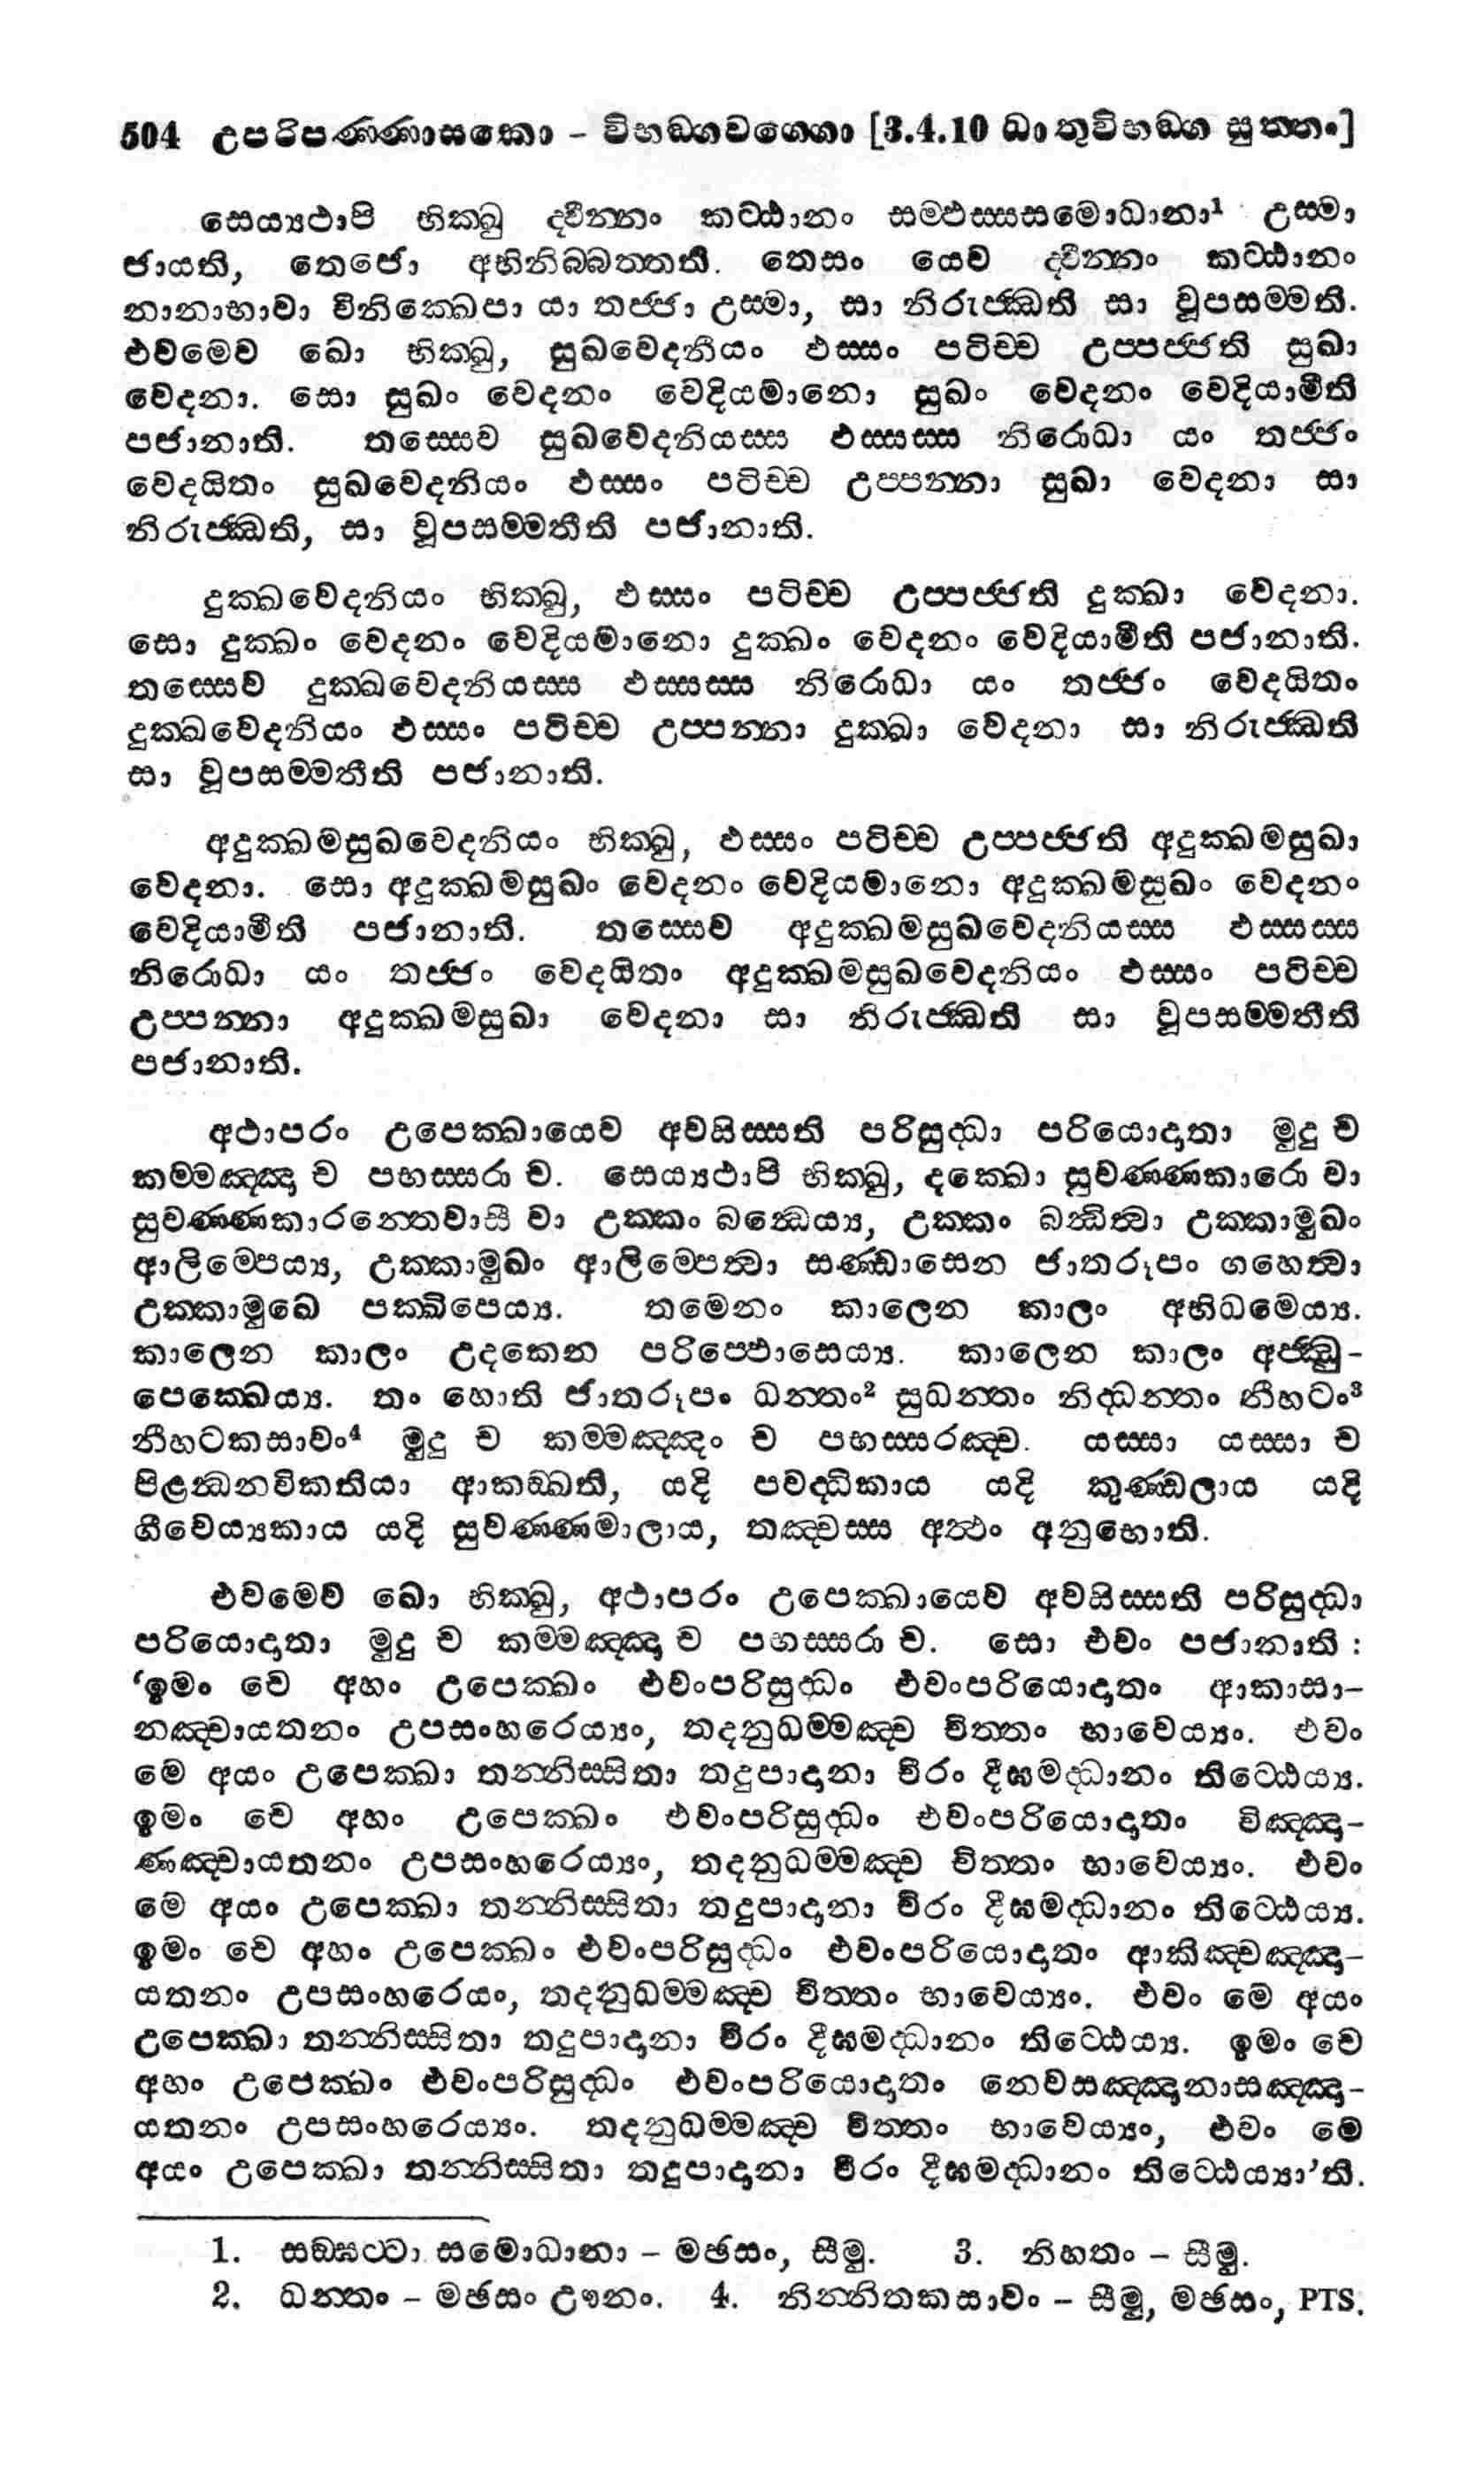 504 උපරිපණ්ණාසකො – විභඞ්ගවග්ගො [3.4.10 ධාතුවිභඞ්ග සුත්තං]
සෙය්‍යථාපි භික්ඛු ද්වින්නං කට්ඨානං සම්ඵස්සසමොධානා¹ උස්මා
ජායති, තෙජො අභිනිබ්බත්තති. තෙසං යෙව ද්වින්නං කට්ඨානං
නානාභාවා විනික්ඛෙපා යා තජ්ජා උස්මා, සා නිරුජ්ඣති සා වූපසම්මති.
එවමෙව ඛො භික්ඛු, සුඛවෙදනීයං ඵස්සං පටිච්ච උප්පජ්ජති සුඛා
වෙදනා. සො සුඛං වෙදනං වෙදියමානො සුඛං වෙදනං වෙදියාමීති
පජානාති. තස්සෙව සුඛවෙදනියස්ස ඵස්සස්ස නිරොධා යං තජ්ජං
වෙදයිතං සුඛවෙදනියං ඵස්සං පටිච්ච උප්පන්නා සුඛා වෙදනා සා
නිරුජ්ඣති, සා වූපසම්මතීති පජානාති.
දුක්ඛවෙදනියං භික්ඛු, ඵස්සං පටිච්ච උප්පජ්ජති දුක්ඛා වෙදනා.
සො දුක්ඛං වෙදනං වෙදියමානො දුක්ඛං වෙදනං වෙදියාමීති පජානාති.
තස්සෙව දුක්ඛවෙදනියස්ස ඵස්සස්ස නිරොධා යං තජ්ජං වෙදයිතං
දුක්ඛවෙදනියං ඵස්සං පටිච්ච උප්පන්නා දුක්ඛා වෙදනා සා නිරුජ්ඣති
සා වූපසම්මතීති පජානාති.
අදුක්ඛමසුඛවෙදනියං භික්ඛු, ඵස්සං පටිච්ච උප්පජ්ජති අදුක්ඛමසුඛා
වෙදනා. සො අදුක්ඛමසුඛං වෙදනං වෙදියමානො අදුක්ඛමසුඛං වෙදනං
වෙදියාමීති පජානාති. තස්සෙව අදුක්ඛමසුඛවෙදනියස්ස ඵස්සස්ස
නිරොධා යං තජ්ජං වෙදයිතං අදුක්ඛමසුඛවෙදනියං ඵස්සං පටිච්ච
උප්පන්නා අදුක්ඛමසුඛා වෙදනා සා නිරුජ්ඣති සා වූපසම්මතීති
පජානාති.
අථාපරං උපෙක්ඛායෙව අවසිස්සති පරිසුද්ධා පරියොදාතා මුදු ච
කම්මඤ්ඤා ච පභස්සරා ච. සෙය්‍යථාපි භික්ඛු, දක්ඛො සුවණ්ණකාරො වා
සුවණ්ණකාරන්තෙවාසී වා උක්කං බන්ධෙය්‍ය, උක්කං බන්ධිත්වා උක්කාමුඛං
ආලිම්පෙය්‍ය, උක්කාමුඛං ආලිම්පෙත්වා සණ්ඩාසෙන ජාතරූපං ගහෙත්වා
උක්කාමුඛෙ පක්ඛිපෙය්‍ය. තමෙනං කාලෙන කාලං අභිධමෙය්‍ය.
කාලෙන කාලං උදකෙන පරිප්ඵොසෙය්‍ය. කාලෙන කාලං අජ්ඣු-
පෙක්ඛෙය්‍ය. තං හොති ජාතරූපං ධන්තං² සුධන්තං නිද්ධන්තං නීහටං³
නීහටකසාවං⁴ මුදු ච කම්මඤ්ඤං ච පභස්සරඤ්ච. යස්සා යස්සා ච
පිළන්ධනවිකතියා ආකඞ්ඛති, යදි පවද්ධිකාය යදි කුණ්ඩලාය යදි
ගීවෙය්‍යකාය යදි සුවණ්ණමාලාය, තඤ්චස්ස අත්ථං අනුභොති.
එවමෙව ඛො භික්ඛු, අථාපරං උපෙක්ඛායෙව අවසිස්සති පරිසුද්ධා
පරියොදාතා මුදු ච කම්මඤ්ඤා ච පභස්සරා ච. සො එවං පජානාති :
‘ඉමං චෙ අහං උපෙක්ඛං එවංපරිසුද්ධං එවංපරියොදාතං ආකාසා–
නඤ්චායතනං උපසංහරෙය්‍යං, තදනුධම්මඤ්ච චිත්තං භාවෙය්‍යං. එවං
මෙ අයං උපෙක්ඛා තන්නිස්සිතා තදුපාදානා චිරං දීඝමද්ධානං තිට්ඨෙය්‍ය.
ඉමං චෙ අහං උපෙක්ඛං එවංපරිසුද්ධං එවංපරියොදාතං විඤ්ඤා–
ණඤ්චායතනං උපසංහරෙය්‍යං, තදනුධම්මඤ්ච චිත්තං භාවෙය්‍යං. එවං
මෙ අයං උපෙක්ඛා තන්නිස්සිතා තදුපාදානා චිරං දීඝමද්ධානං තිට්ඨෙය්‍ය.
ඉමං චෙ අහං උපෙක්ඛං එවංපරිසුද්ධං එවංපරියොදාතං ආකිඤ්චඤ්ඤා–
යතනං උපසංහරෙයං, තදනුධම්මඤ්ච චිත්තං භාවෙය්‍යං. එවං මෙ අයං
උපෙක්ඛා තන්නිස්සිතා තදුපාදානා චිරං දීඝමද්ධානං තිට්ඨෙය්‍ය. ඉමං චෙ
අහං උපෙක්ඛං එවංපරිසුද්ධං එවංපරියොදාතං නෙවසඤ්ඤානාසඤ්ඤා–
යතනං උපසංහරෙය්‍යං. තදනුධම්මඤ්ච චිත්තං භාවෙය්‍යං, එවං මෙ
අයං උපෙක්ඛා තන්නිස්සිතා තදුපාදානා චිරං දීඝමද්ධානං තිට්ඨෙය්‍යා’ති.
1. සඞ්ඝට්ටා සමොධානා – මජසං, සීමු. 3. නිහතං – සීමු.
2. ධන්තං – මජසං ඌනං. 4. නින්නිතකසාවං – සීමු, මජසං, PTS.